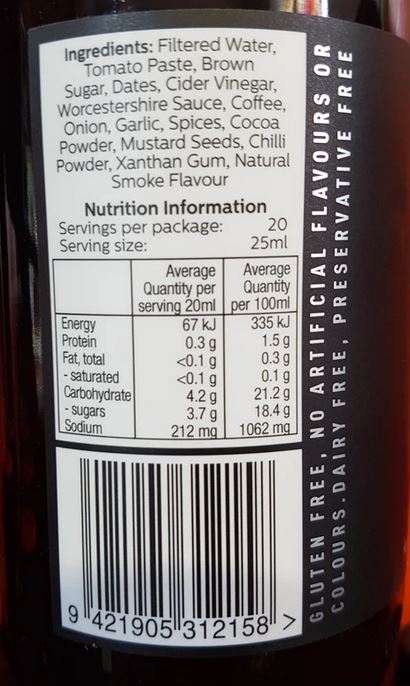 Ingredients: Filtered Water,
Tomato Paste, Brown
Sugar, Dates, Cider Vinegar,
Worcestershire Sauce, Coffee,
Onion, Garlic, Spices, Cocoa
Powder, Mustard Seeds, Chilli
Powder, Xanthan Gum, Natural
Smoke Flavour
Nutrition Information
Servings per package: 20
Serving size: 25ml
Average Quantity per serving 20ml Average Quantity per 100ml
Energy 67 kJ 335 kJ
Protein 0.3 g 1.5 g
Fat, total <0.1 g 0.3 g
- saturated <0.1 g 0.1 g
Carbohydrate 4.2 g 21.2 g
- sugars 3.7 g 18.4 g
Sodium 212 mg 1062 mg
9 421905 312158 >
GLUTEN FREE, NO ARTIFICIAL FLAVOURS OR
COLOURS. DAIRY FREE, PRESERVATIVE FREE